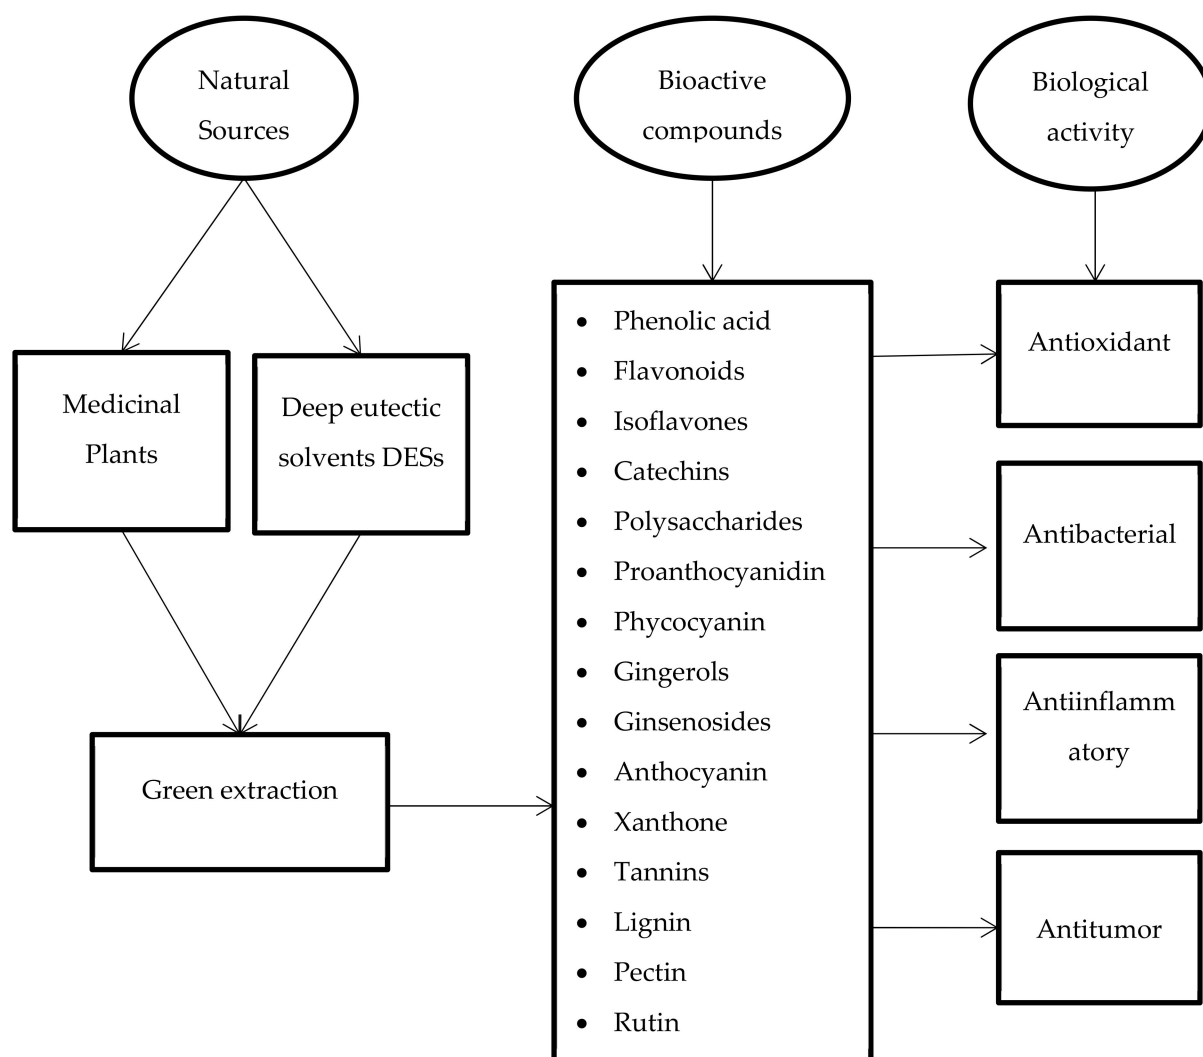 Natural
Sources
Bioactive
compounds
Biological
activity
Medicinal
Plants
Deep eutectic
solvents DESs
Green extraction
• Phenolic acid
• Flavonoids
• Isoflavones
• Catechins
• Polysaccharides
• Proanthocyanidin
• Phycocyanin
• Gingerols
• Ginsenosides
• Anthocyanin
• Xanthone
• Tannins
• Lignin
• Pectin
• Rutin
Antioxidant
Antibacterial
Antiinflamm
atory
Antitumor